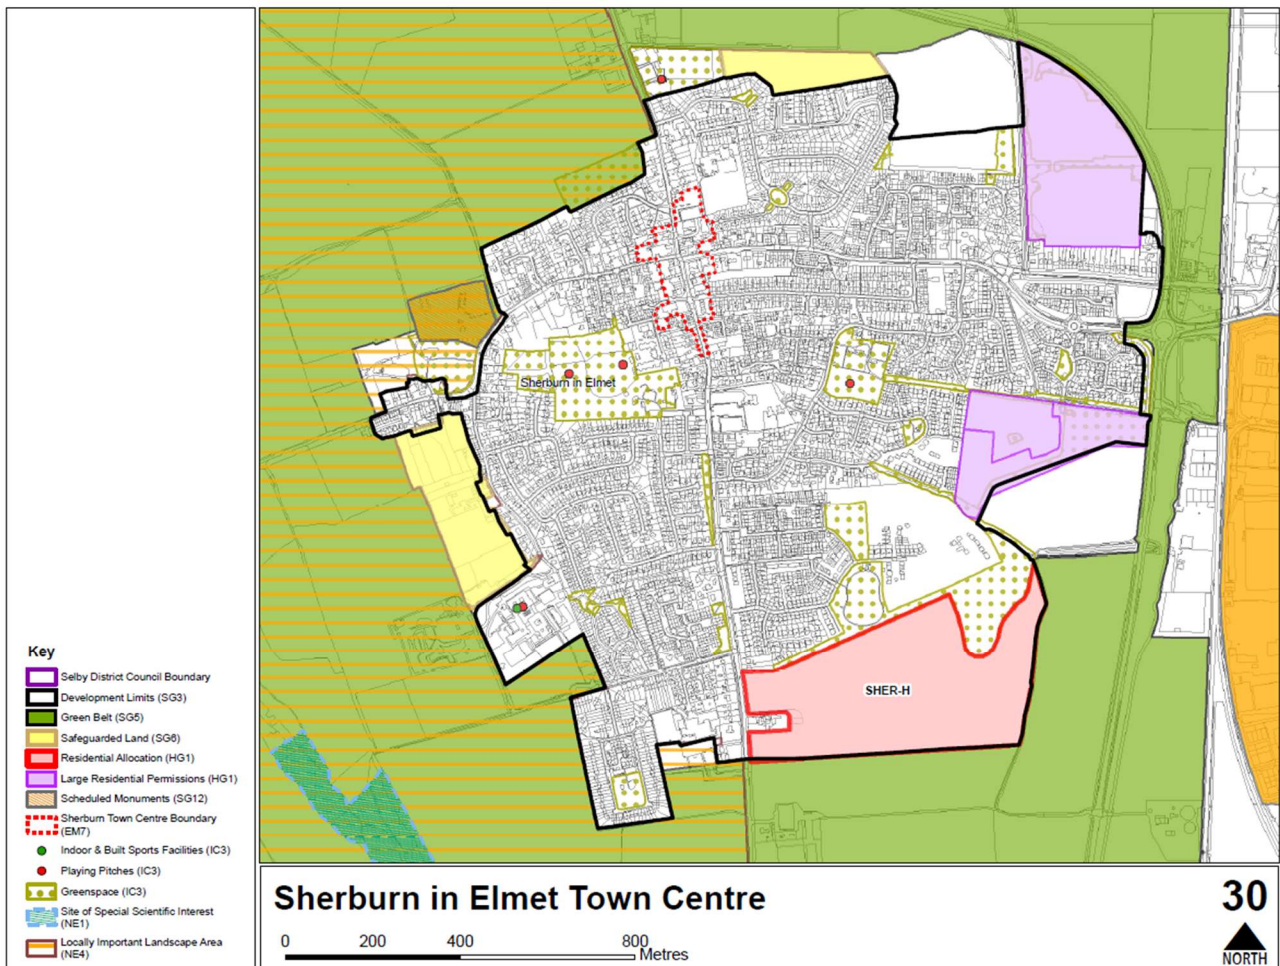 Sherburn in Elmet
SHER-H
Key
Selby District Council Boundary
Development Limits (SG3)
Green Belt (SG5)
Safeguarded Land (SG6)
Residential Allocation (HG1)
Large Residential Permissions (HG1)
Scheduled Monuments (SG12)
Sherburn Town Centre Boundary
(EM7)
Indoor & Built Sports Facilities (IC3)
Playing Pitches (IC3)
Greenspace (IC3)
Site of Special Scientific Interest
(NE1)
Locally Important Landscape Area
(NE4)
Sherburn in Elmet Town Centre
0 200 400 800
Metres
30
NORTH